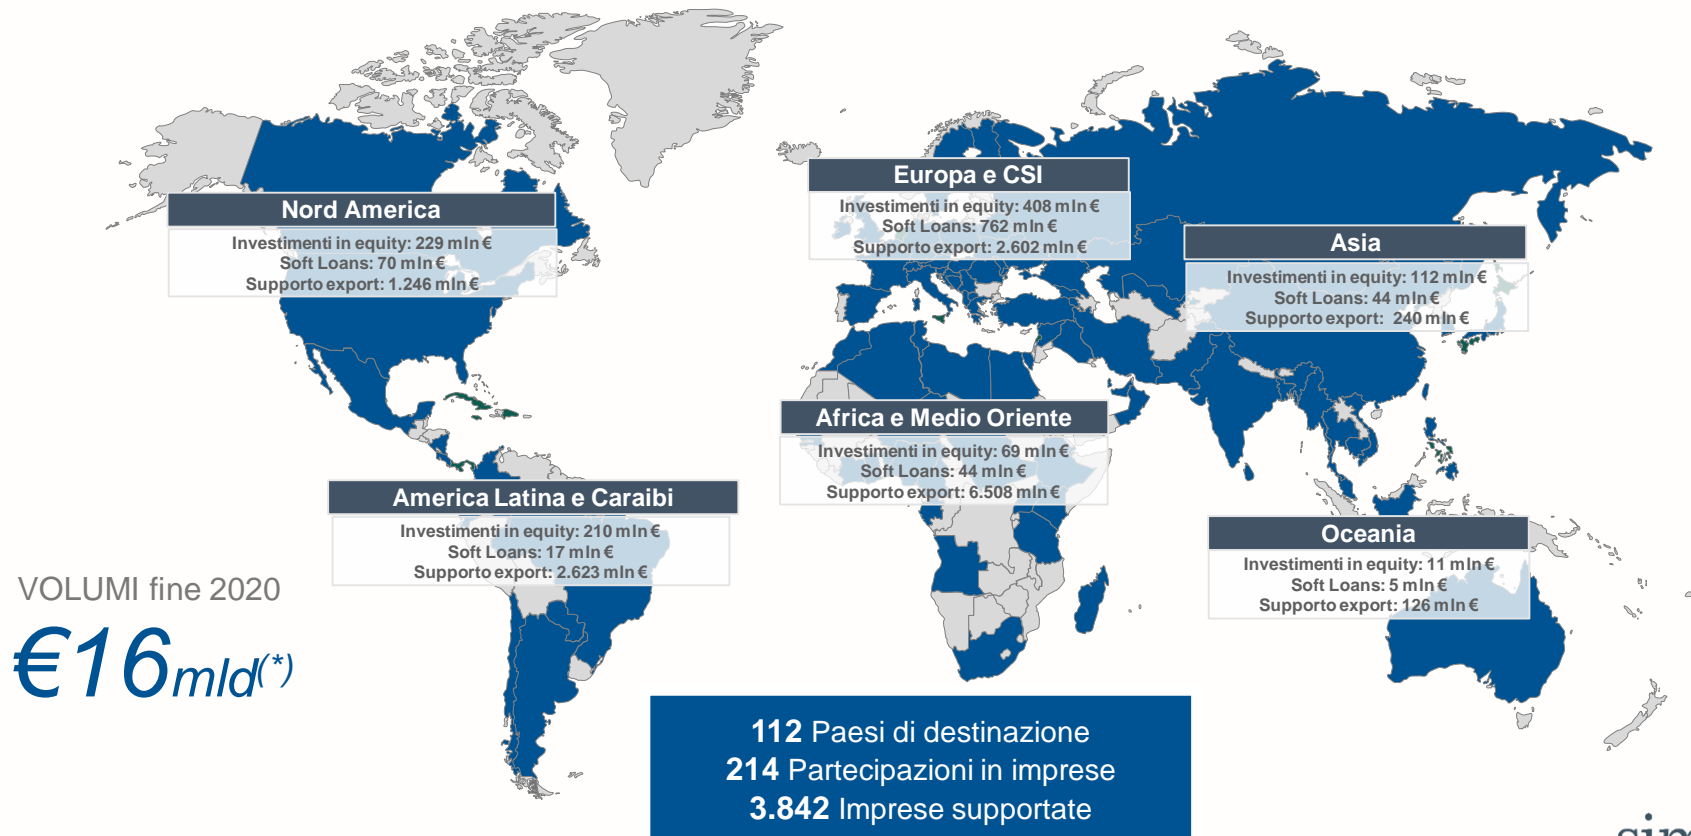 Nord America
Investimenti in equity: 229 mln €
Soft Loans: 70 mln €
Supporto export: 1.246 mln €
Europa e CSI
Investimenti in equity: 408 mln €
Soft Loans: 762 mln €
Supporto export: 2.602 mln €
Asia
Investimenti in equity: 112 mln €
Soft Loans: 44 mln €
Supporto export: 240 mln €
Africa e Medio Oriente
Investimenti in equity: 69 mln €
Soft Loans: 44 mln €
Supporto export: 6.508 mln €
America Latina e Caraibi
Investimenti in equity: 210 mln €
Soft Loans: 17 mln €
Supporto export: 2.623 mln €
Oceania
Investimenti in equity: 11 mln €
Soft Loans: 5 mln €
Supporto export: 126 mln €
VOLUMI fine 2020
€16mld(*)
112 Paesi di destinazione
214 Partecipazioni in imprese
3.842 Imprese supportate